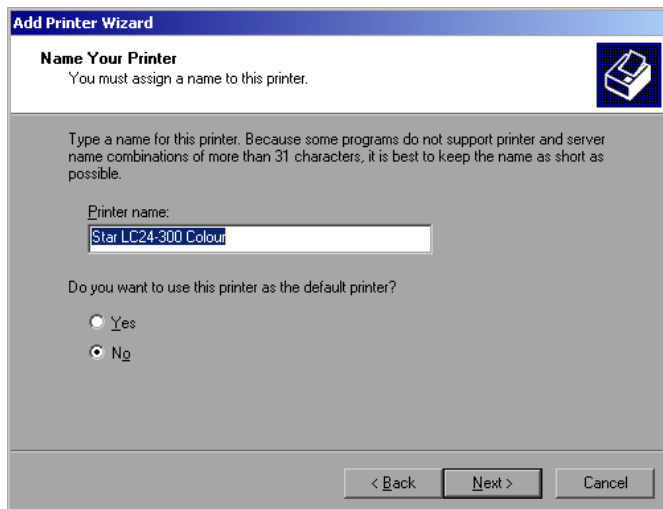 Add Printer Wizard
Name Your Printer
You must assign a name to this printer.
Type a name for this printer. Because some programs do not support printer and server
name combinations of more than 31 characters, it is best to keep the name as short as
possible.
Printer name:
Star LC24-300 Colour
Do you want to use this printer as the default printer?
Yes
No
< Back Next > Cancel